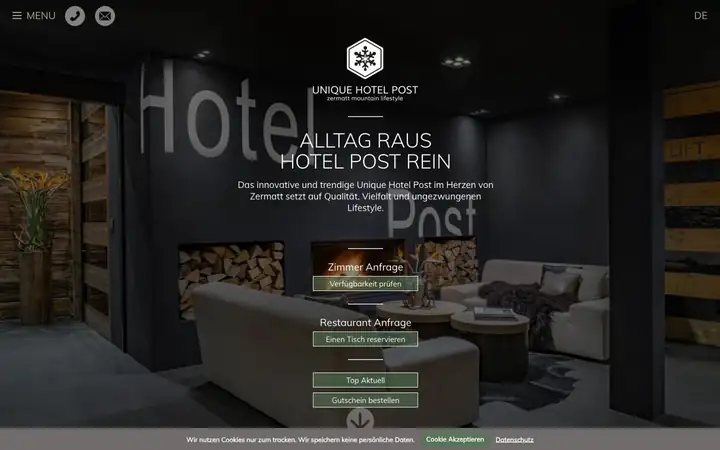 MENU
DE
UNIQUE HOTEL POST
zermatt mountain lifestyle
Hotel
ALLTAG RAUS
HOTEL POST REIN
Das innovative und trendige Unique Hotel Post im Herzen von
Zermatt setzt auf Qualität, Vielfalt und ungezwungenen
Lifestyle.
Post
Zimmer Anfrage
Verfügbarkeit prüfen
Restaurant Anfrage
Einen Tisch reservieren
Top Aktuell
Gutschein bestellen
Wir nutzen Cookies nur zum tracken. Wir speichern keine persönliche Daten. Cookie Akzeptieren Datenschutz